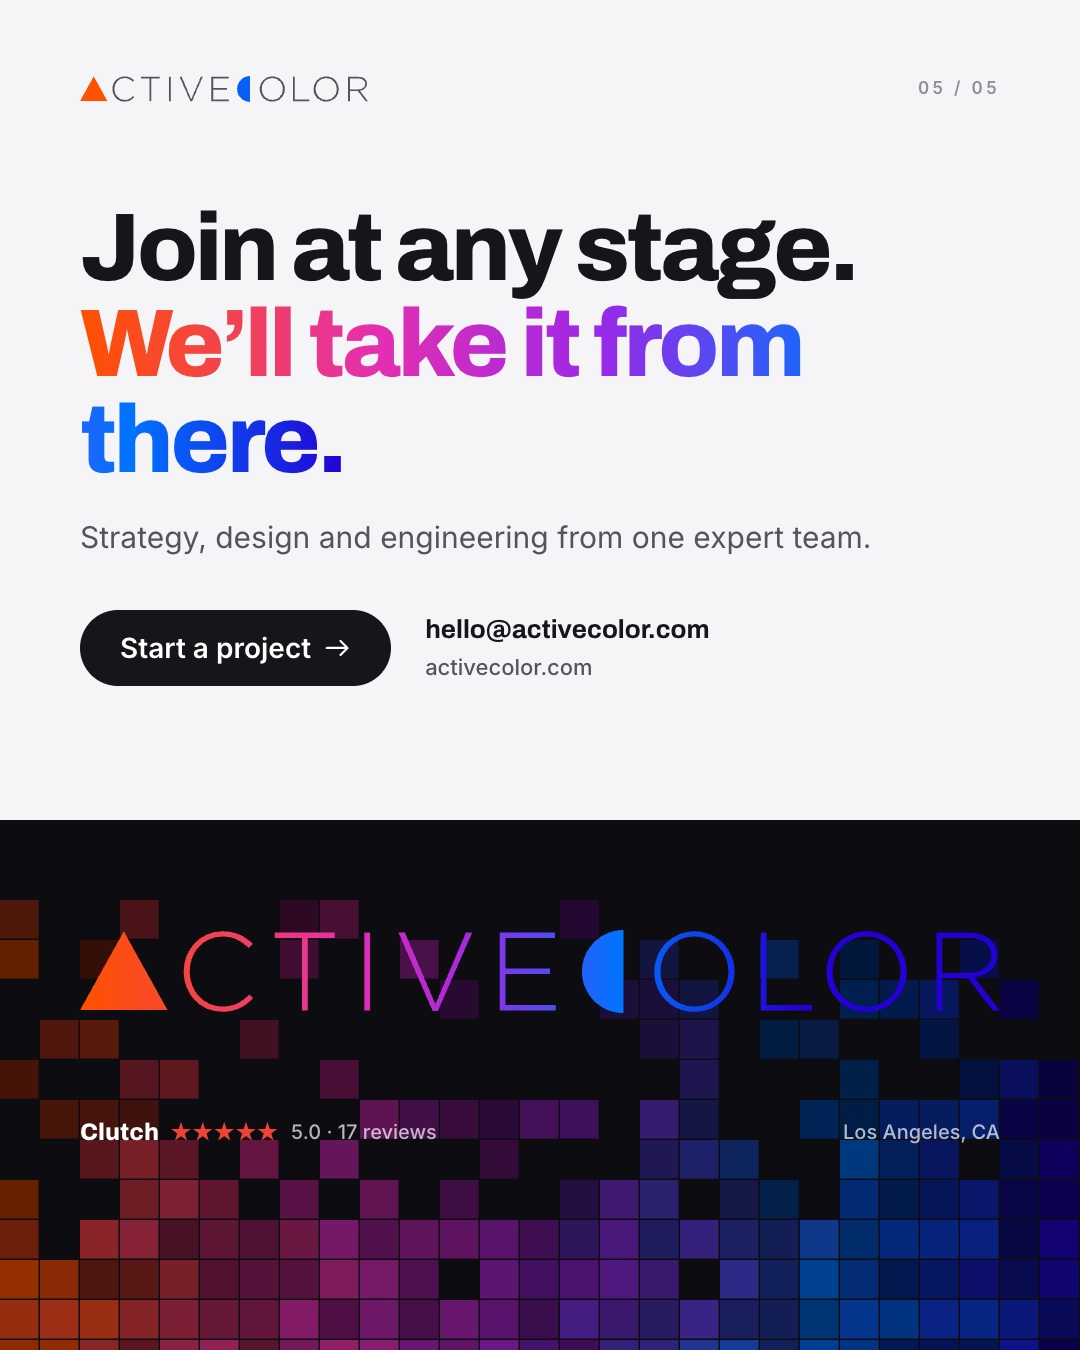 ACTIVECOLOR
05 / 05
Join at any stage.
We’ll take it from
there.
Strategy, design and engineering from one expert team.
Start a project →
hello@activecolor.com
activecolor.com
ACTIVECOLOR
Clutch ★★★★★ 5.0 · 17 reviews
Los Angeles, CA